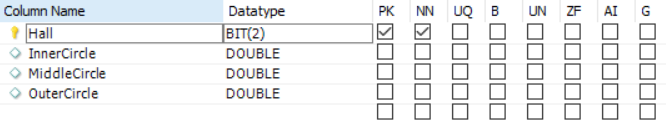 Column Name Datatype PK NN UQ B UN ZF AI G
Hall BIT(2)
InnerCircle DOUBLE
MiddleCircle DOUBLE
OuterCircle DOUBLE